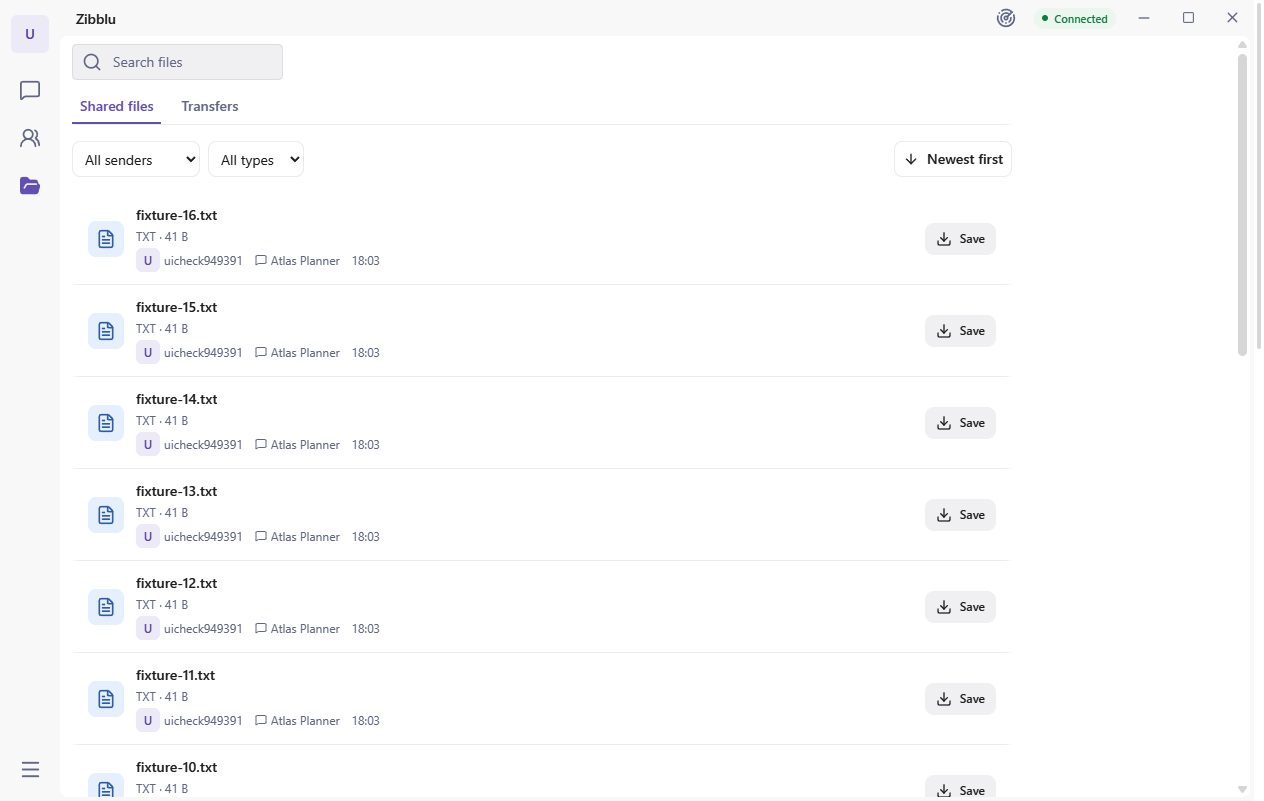 U
Zibblu
Connected
Search files
Shared files
Transfers
All senders
All types
Newest first
fixture-16.txt
TXT · 41 B
U uicheck949391 Atlas Planner 18:03
Save
fixture-15.txt
TXT · 41 B
U uicheck949391 Atlas Planner 18:03
Save
fixture-14.txt
TXT · 41 B
U uicheck949391 Atlas Planner 18:03
Save
fixture-13.txt
TXT · 41 B
U uicheck949391 Atlas Planner 18:03
Save
fixture-12.txt
TXT · 41 B
U uicheck949391 Atlas Planner 18:03
Save
fixture-11.txt
TXT · 41 B
U uicheck949391 Atlas Planner 18:03
Save
fixture-10.txt
TXT · 41 B
Save